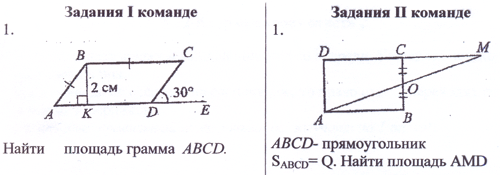 Задания I команде
1.
B
C
2 см
30°
A
K
D
E
Найти площадь грамма ABCD.
Задания II команде
1.
D
C
M
O
A
B
ABCD- прямоугольник
S_ABCD= Q. Найти площадь AMD